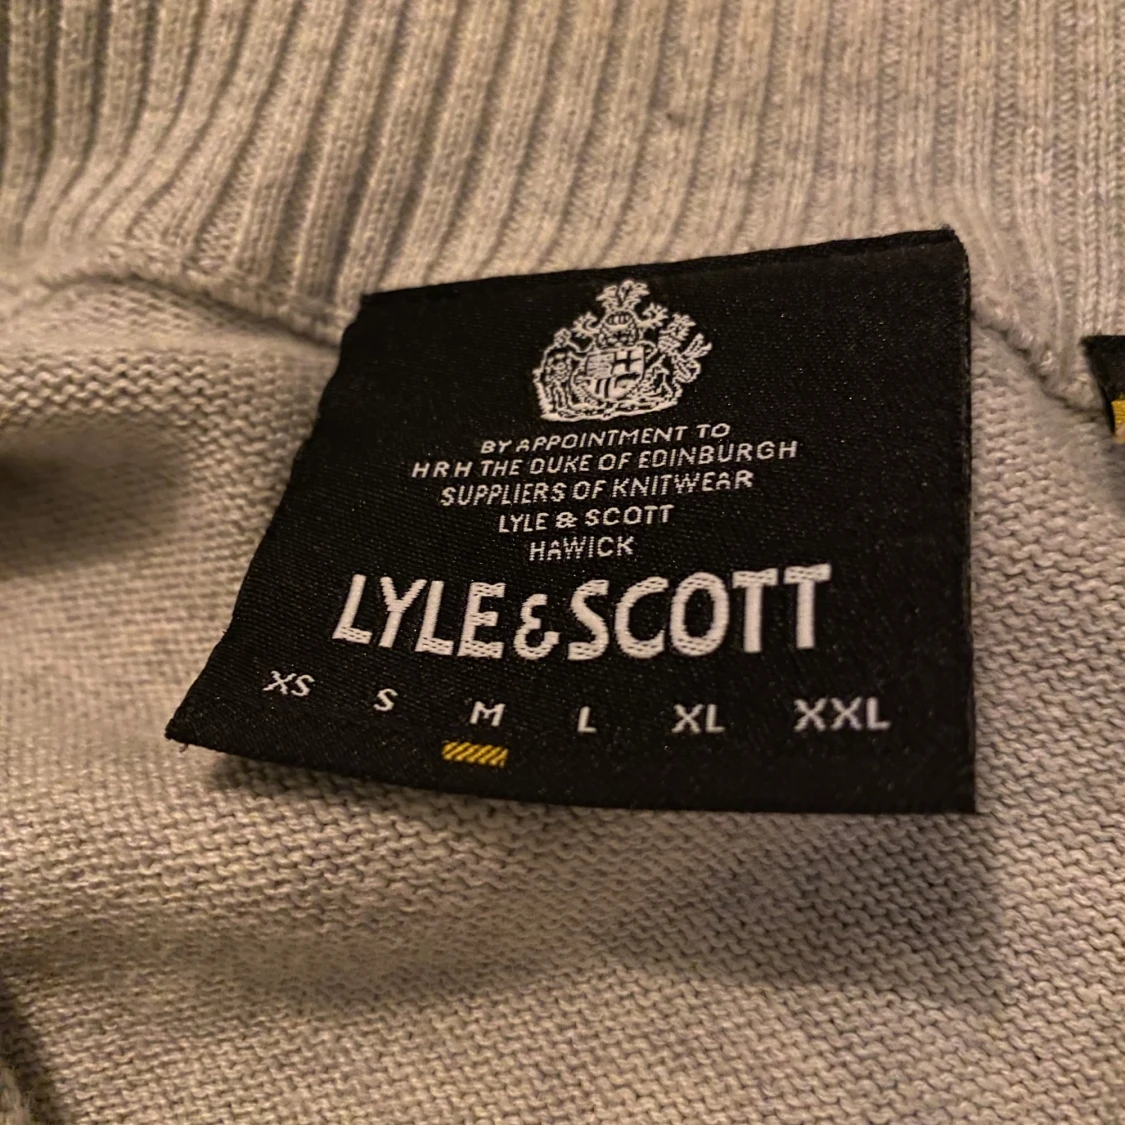 BY APPOINTMENT TO
HRH THE DUKE OF EDINBURGH
SUPPLIERS OF KNITWEAR
LYLE & SCOTT
HAWICK
LYLE & SCOTT
XS S M L XL XXL